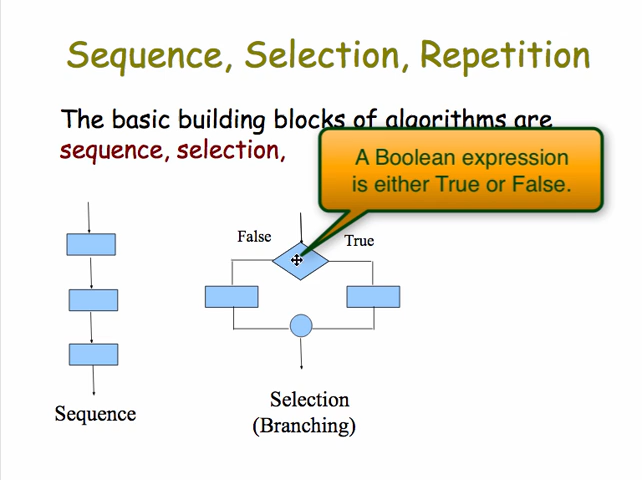 Sequence, Selection, Repetition
The basic building blocks of algorithms are
sequence, selection,
A Boolean expression
is either True or False.
False
True
Sequence
Selection
(Branching)